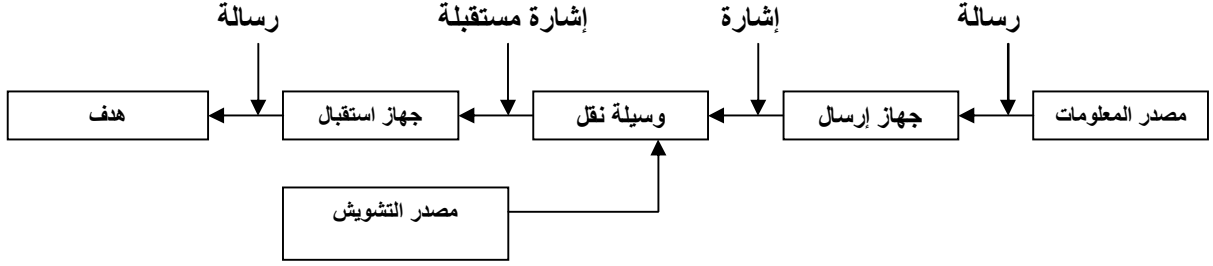 رسالة
إشارة
إشارة مستقبلة
رسالة
مصدر المعلومات
جهاز إرسال
وسيلة نقل
جهاز استقبال
هدف
مصدر التشويش